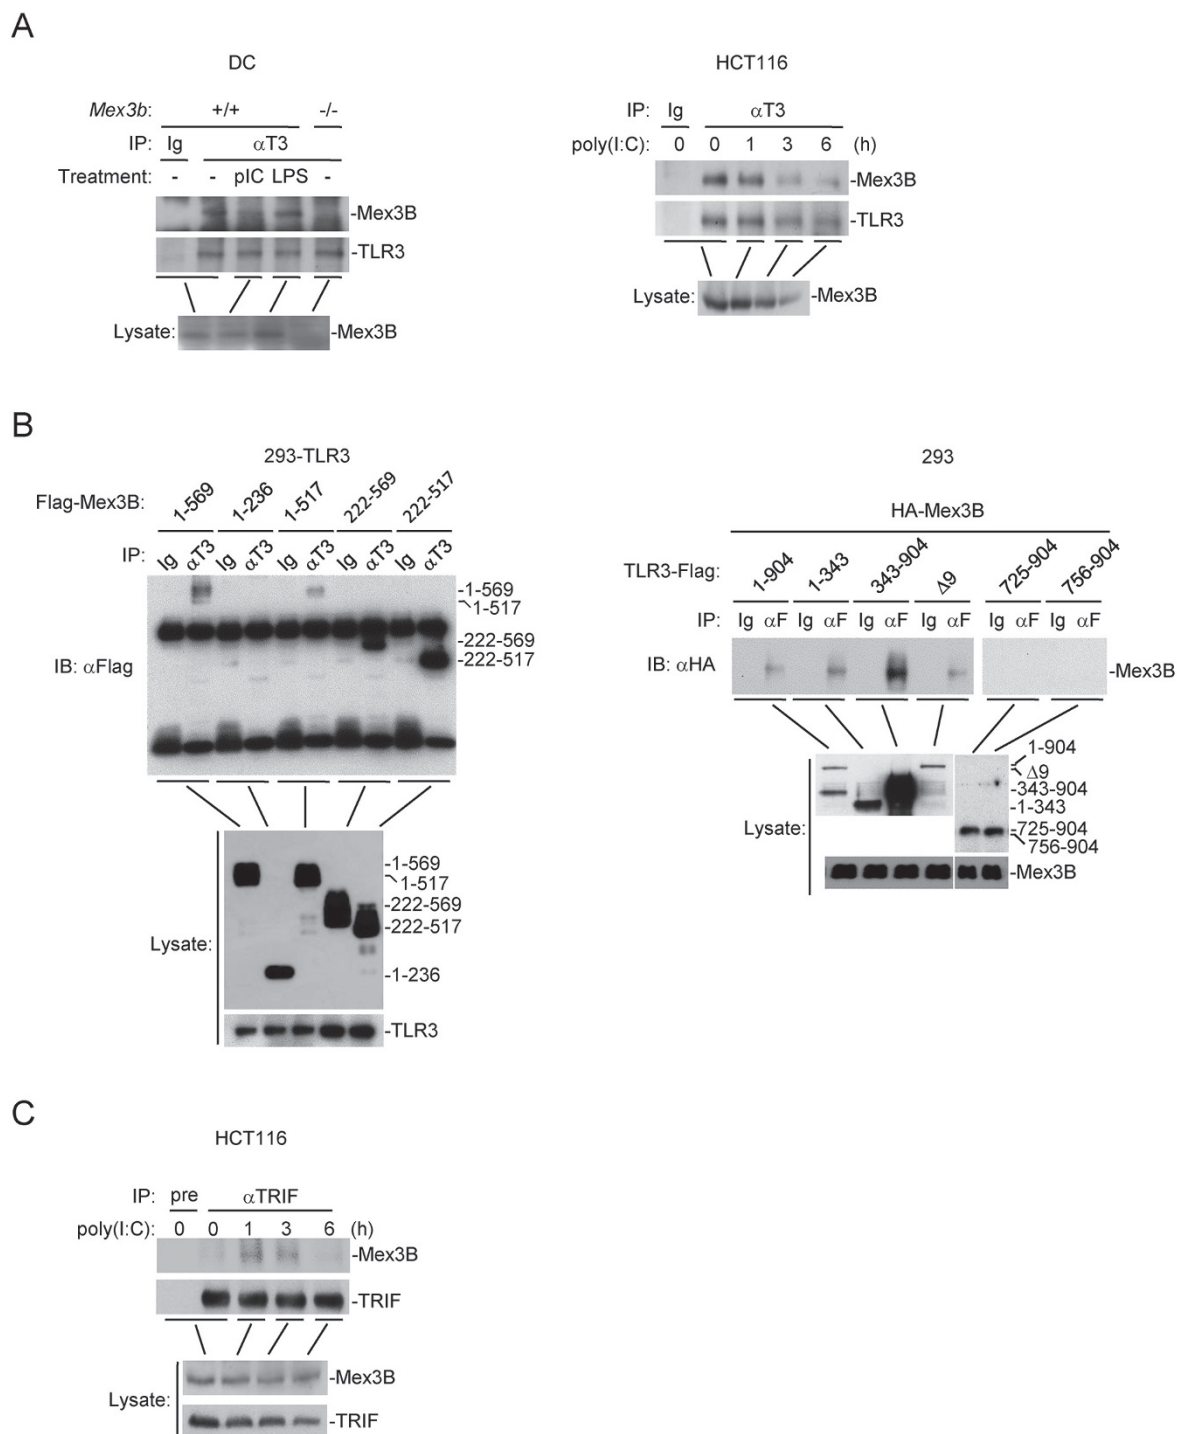 A
DC
Mex3b: +/+ -/-
IP: Ig αT3
Treatment: - - pIC LPS -
-Mex3B
-TLR3
Lysate: -Mex3B
HCT116
IP: Ig αT3
poly(I:C): 0 0 1 3 6 (h)
-Mex3B
-TLR3
Lysate: -Mex3B
B
293-TLR3
Flag-Mex3B: 1-569 1-236 1-517 222-569 222-517
IP: Ig αT3 Ig αT3 Ig αT3 Ig αT3 Ig αT3
-1-569
1-517
-222-569
-222-517
IB: αFlag
-1-569
1-517
-222-569
-222-517
Lysate:
-1-236
-TLR3
293
HA-Mex3B
TLR3-Flag: 1-904 1-343 343-904 Δ9 725-904 756-904
IP: Ig αF Ig αF Ig αF Ig αF Ig αF Ig αF
IB: αHA -Mex3B
1-904
Δ9
-343-904
-1-343
Lysate:
-725-904
756-904
-Mex3B
C
HCT116
IP: pre αTRIF
poly(I:C): 0 0 1 3 6 (h)
-Mex3B
-TRIF
-Mex3B
Lysate:
-TRIF